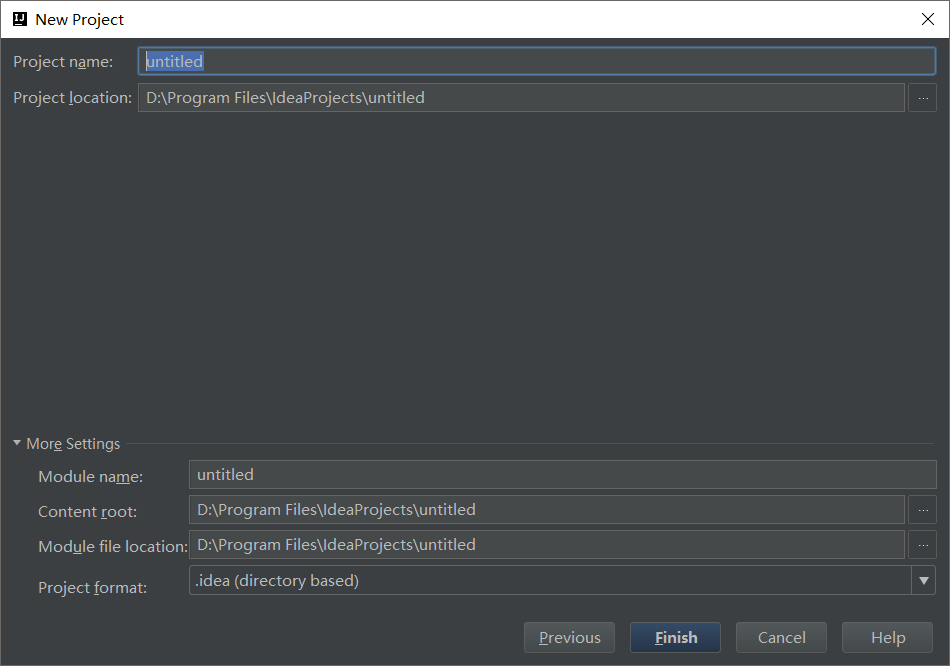 IJ New Project
Project name: untitled
Project location: D:\Program Files\IdeaProjects\untitled ...
More Settings
Module name: untitled
Content root: D:\Program Files\IdeaProjects\untitled ...
Module file location: D:\Program Files\IdeaProjects\untitled ...
Project format: .idea (directory based)
Previous Finish Cancel Help